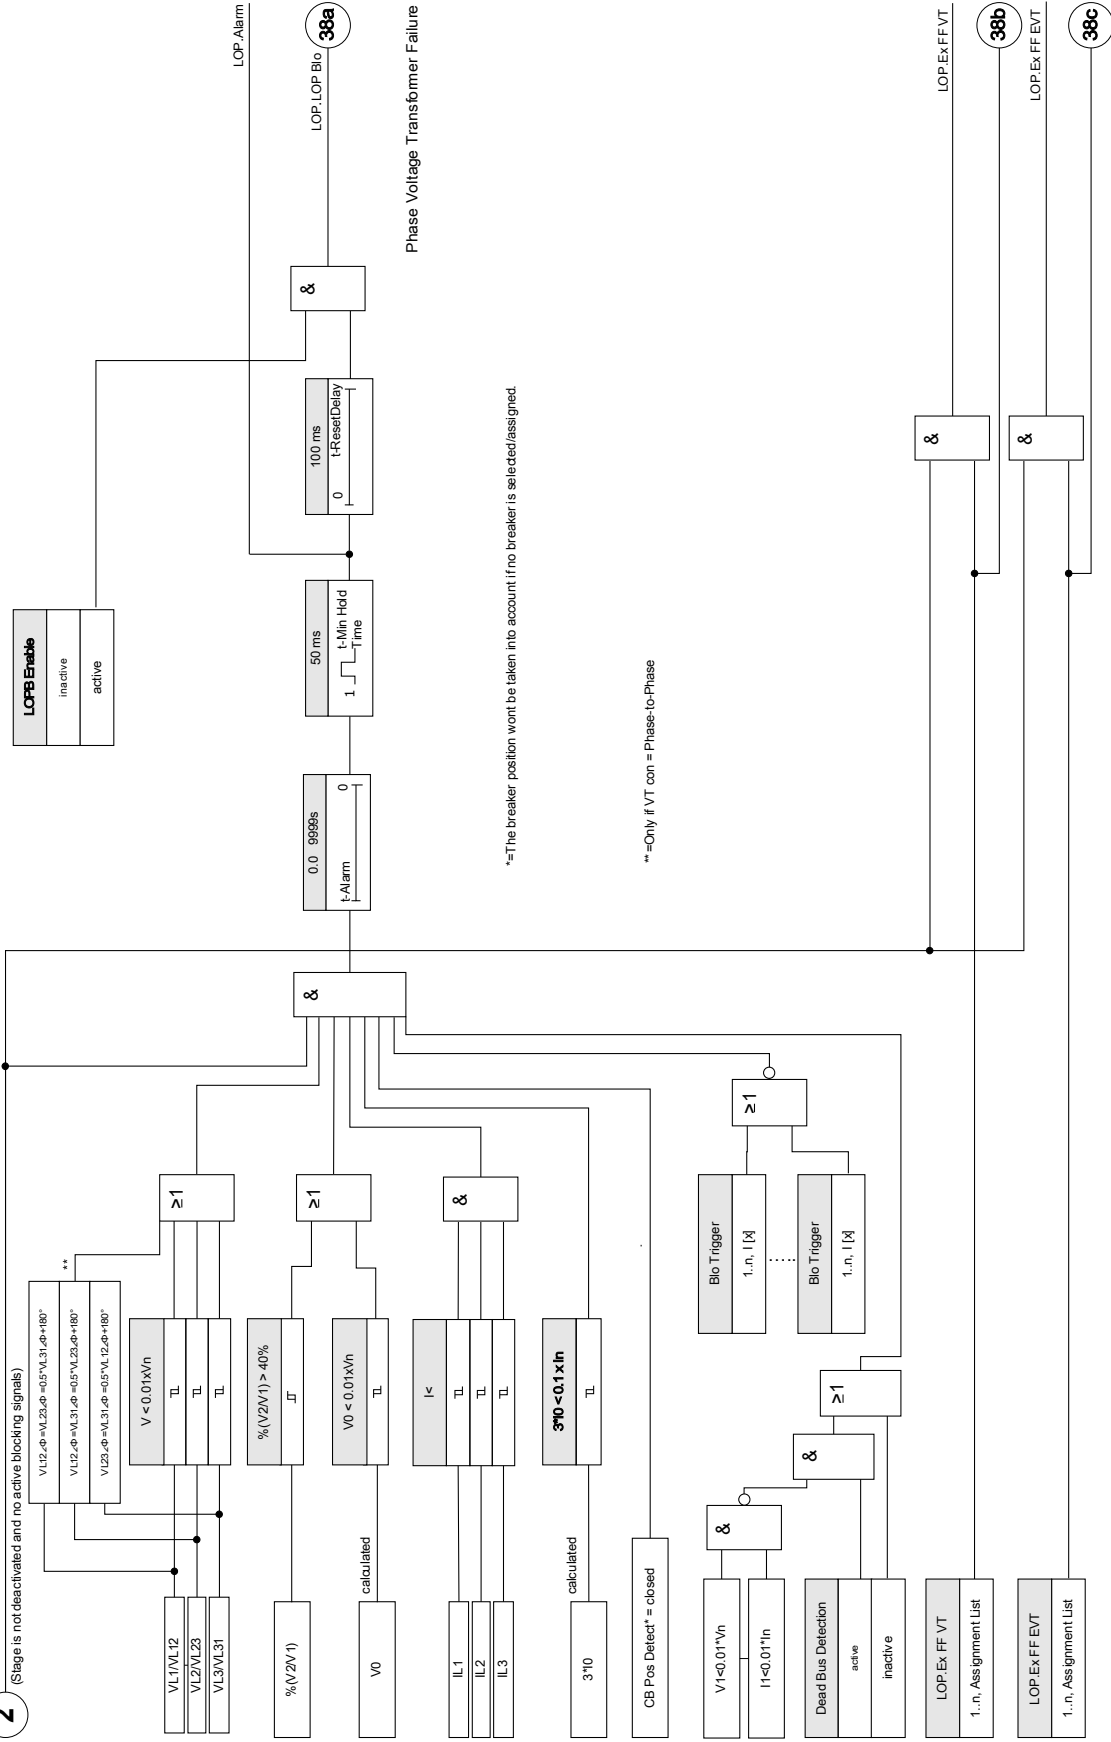 2
(Stage is not deactivated and no active blocking signals)
LOPB Enable
inactive
active
LOP.Alarm
LOP.LOP Blo
38a
Phase Voltage Transformer Failure
VL12∠Φ =VL23∠Φ =0.5*VL31∠Φ+180°
VL12∠Φ =VL31∠Φ =0.5*VL23∠Φ+180°
VL23∠Φ =VL31∠Φ =0.5*VL12∠Φ+180°
**
VL1/VL12
VL2/VL23
VL3/VL31
V < 0.01xVn
≥1
%(V2/V1)
%(V2/V1) > 40%
V0
calculated
V0 < 0.01xVn
≥1
IL1
IL2
IL3
I<
&
3*I0
calculated
3*I0 < 0.1 x In
CB Pos Detect* = closed
&
0.0 9999s
t-Alarm
0
50 ms
1
t-Min Hold
Time
100 ms
0
t-ResetDelay
&
*=The breaker position wont be taken into account if no breaker is selected/assigned.
** =Only if VT con = Phase-to-Phase
Blo Trigger
1..n, I [x]
.....
Blo Trigger
1..n, I [x]
≥1
V1<0.01*Vn
I1<0.01*In
&
Dead Bus Detection
active
inactive
&
≥1
LOP.Ex FF VT
1..n, Assignment List
&
LOP.Ex FF VT
38b
LOP.Ex FF EVT
1..n, Assignment List
&
LOP.Ex FF EVT
38c